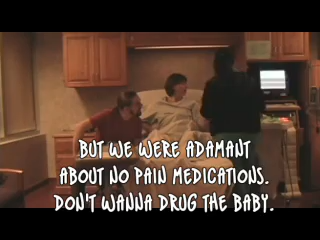 BUT WE WERE ADAMANT
ABOUT NO PAIN MEDICATIONS.
DON'T WANNA DRUG THE BABY.